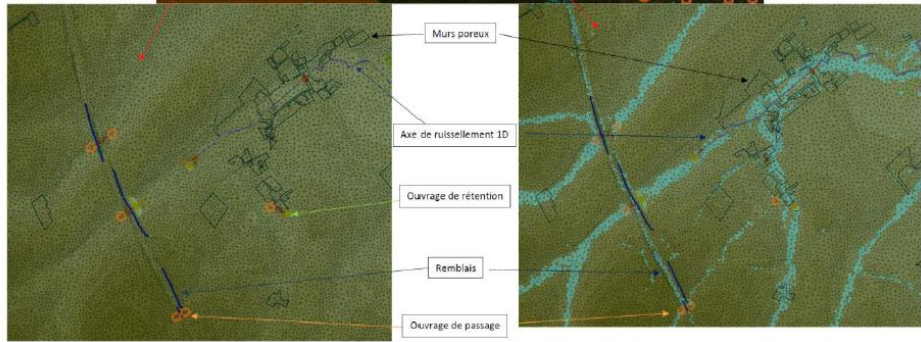 Murs poreux
Axe de ruissellement 1D
Ouvrage de rétention
Remblais
Ouvrage de passage